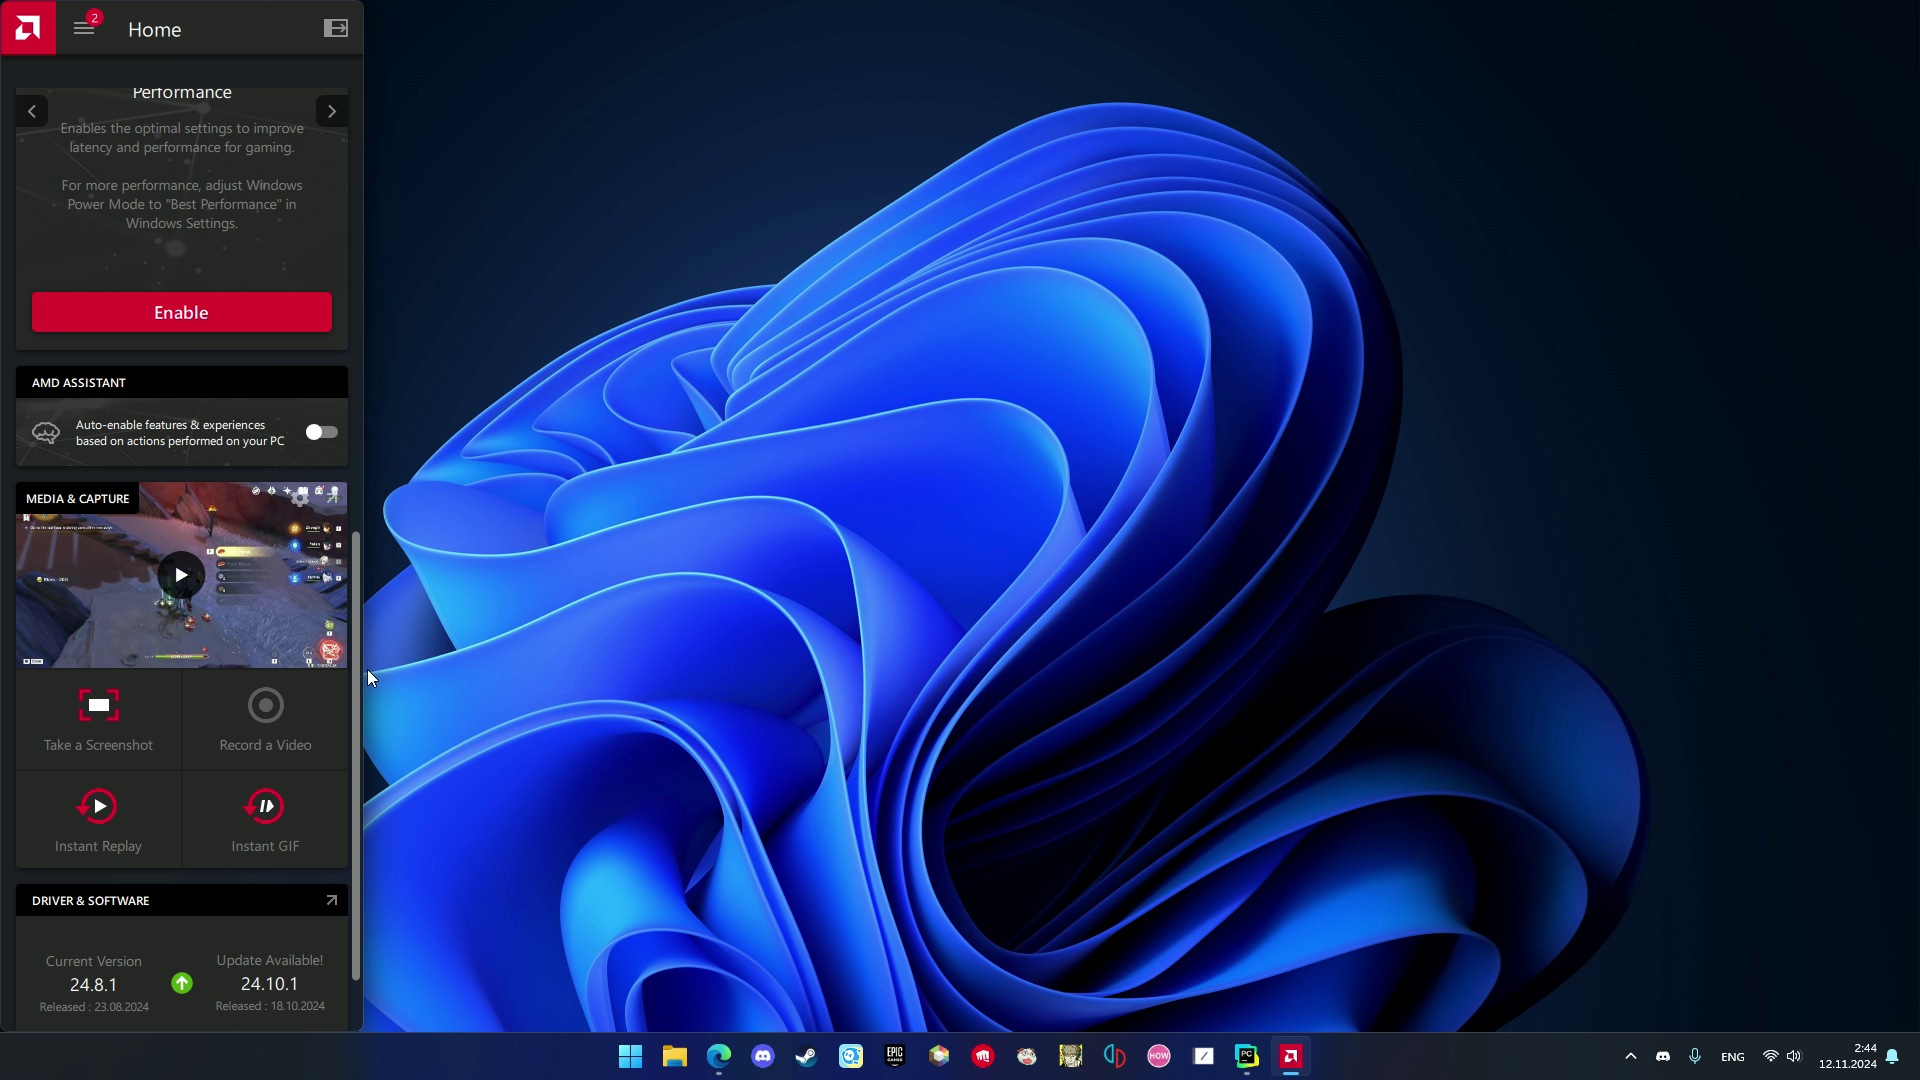 2
Home
Performance
Enables the optimal settings to improve
latency and performance for gaming.
For more performance, adjust Windows
Power Mode to "Best Performance" in
Windows Settings.
Enable
AMD ASSISTANT
Auto-enable features & experiences
based on actions performed on your PC
MEDIA & CAPTURE
Take a Screenshot
Record a Video
Instant Replay
Instant GIF
DRIVER & SOFTWARE
Current Version
24.8.1
Released : 23.08.2024
Update Available!
24.10.1
Released : 18.10.2024
EPIC
GAMES
HOW
PC
ENG
2:44
12.11.2024